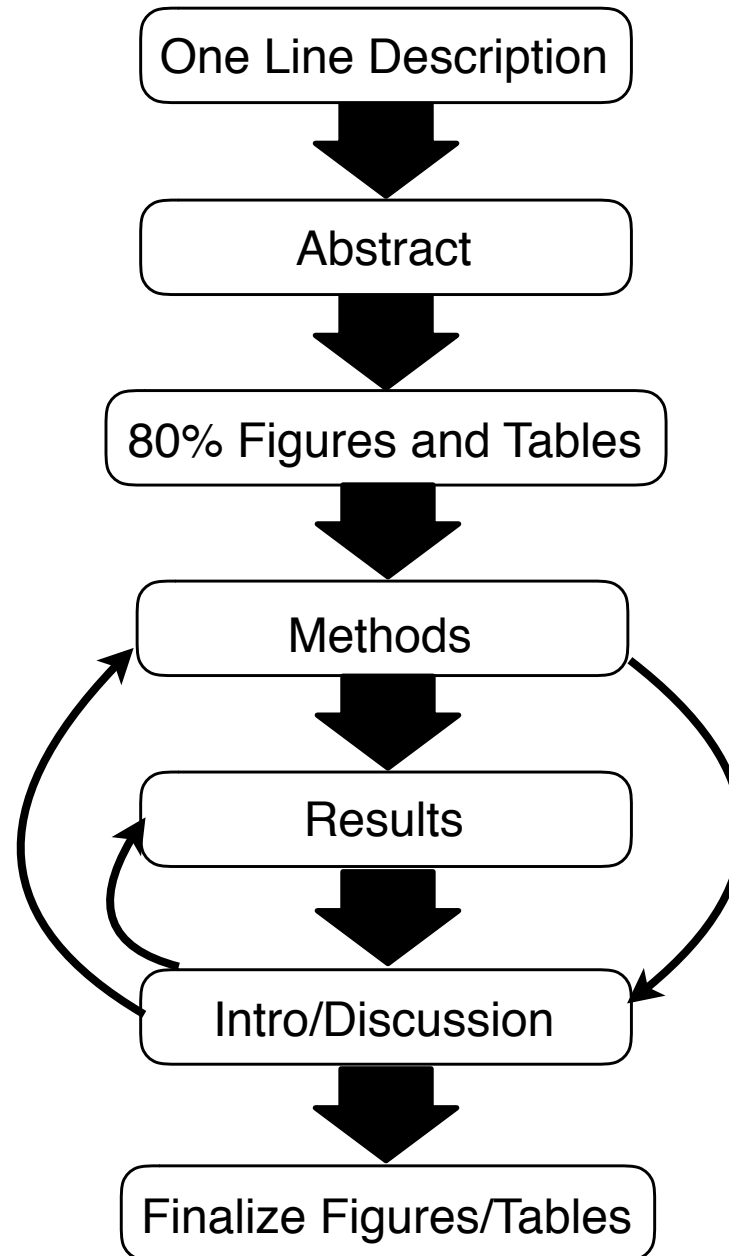 One Line Description
Abstract
80% Figures and Tables
Methods
Results
Intro/Discussion
Finalize Figures/Tables